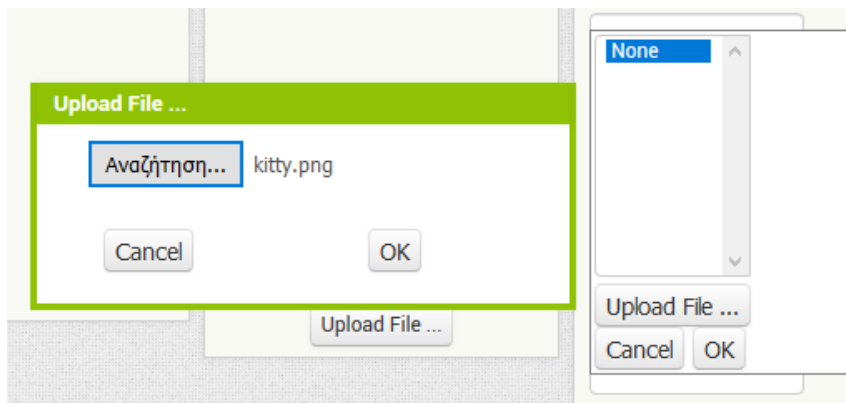 Upload File ...
Αναζήτηση... kitty.png
Cancel OK
Upload File ...
None
Upload File ...
Cancel OK